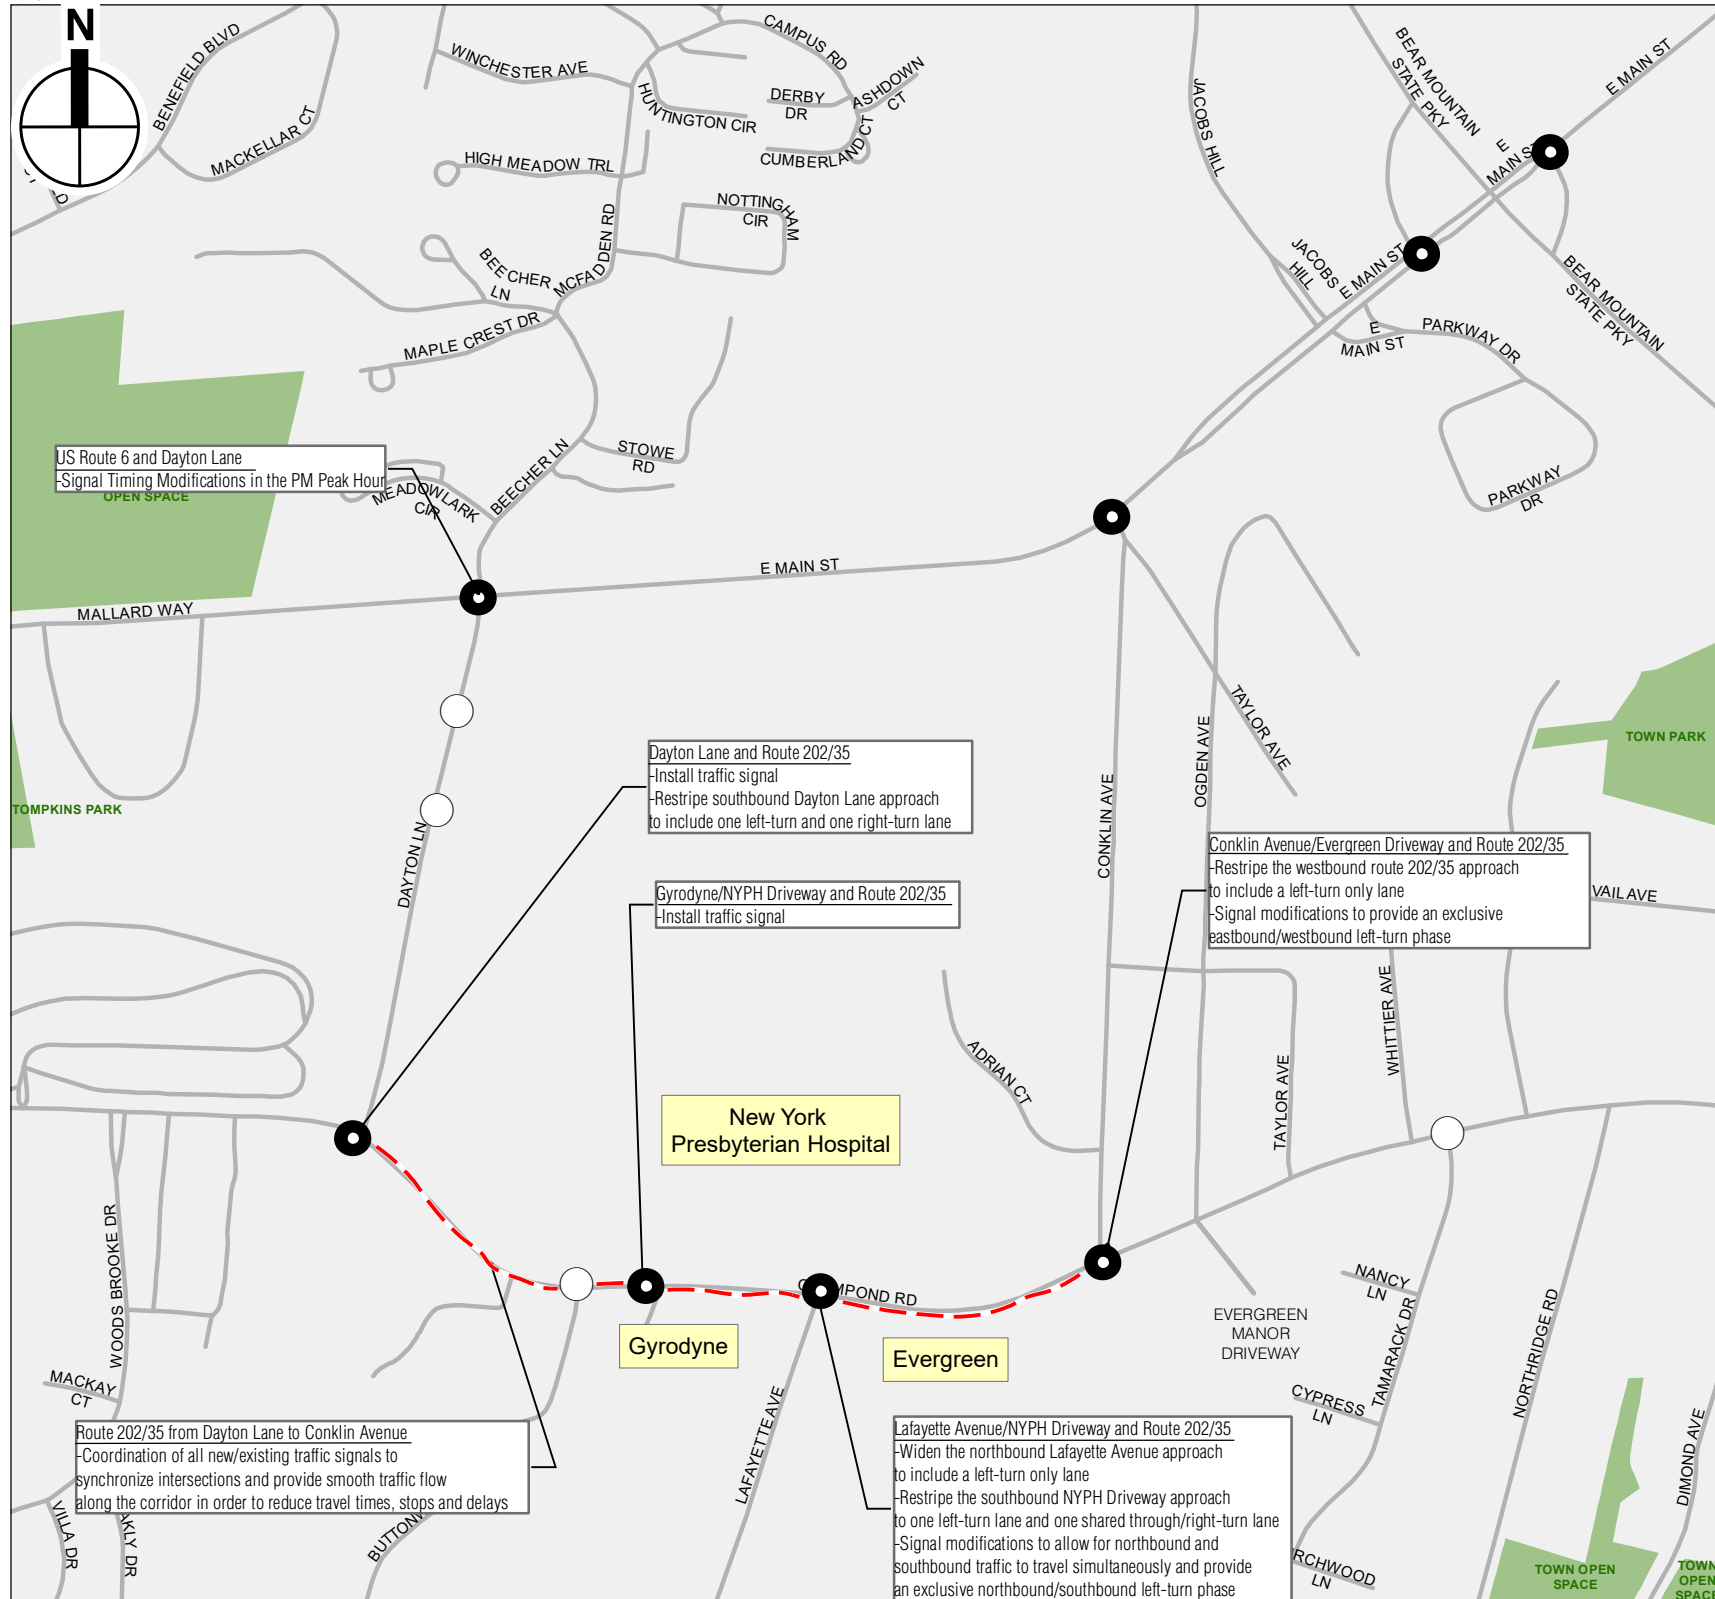 N
BENEFIELD BLVD
MACKELLAR CT
WINCHESTER AVE
CAMPUS RD
HUNTINGTON CIR
DERBY
DR
ASHDOWN
CT
CUMBERLAND CT
HIGH MEADOW TRL
NOTTINGHAM
CIR
MCFADDEN RD
BEECHER
LN
MAPLE CREST DR
JACOBS HILL
BEAR MOUNTAIN
STATE PKY
E MAIN ST
E
MAIN ST
JACOBS
HILL
E MAIN ST
BEAR MOUNTAIN
STATE PKY
E
MAIN ST
PARKWAY DR
PARKWAY
DR
STOWE
RD
BEECHER LN
MEADOWLARK
CIR
US Route 6 and Dayton Lane
-Signal Timing Modifications in the PM Peak Hour
OPEN SPACE
MALLARD WAY
E MAIN ST
TAYLOR AVE
OGDEN AVE
CONKLIN AVE
TOWN PARK
TOMPKINS PARK
DAYTON LN
Dayton Lane and Route 202/35
-Install traffic signal
-Restripe southbound Dayton Lane approach
to include one left-turn and one right-turn lane
Gyrodyne/NYPH Driveway and Route 202/35
-Install traffic signal
Conklin Avenue/Evergreen Driveway and Route 202/35
-Restripe the westbound route 202/35 approach
to include a left-turn only lane
-Signal modifications to provide an exclusive
eastbound/westbound left-turn phase
VAIL AVE
WHITTIER AVE
TAYLOR AVE
ADRIAN CT
New York
Presbyterian Hospital
WOODS BROOKE DR
MPOND RD
Gyrodyne
Evergreen
EVERGREEN
MANOR
DRIVEWAY
NANCY
LN
TAMARACK DR
CYPRESS
LN
NORTHRIDGE RD
DIMOND AVE
MACKAY
CT
LAFAYETTE AVE
Route 202/35 from Dayton Lane to Conklin Avenue
-Coordination of all new/existing traffic signals to
synchronize intersections and provide smooth traffic flow
along the corridor in order to reduce travel times, stops and delays
Lafayette Avenue/NYPH Driveway and Route 202/35
-Widen the northbound Lafayette Avenue approach
to include a left-turn only lane
-Restripe the southbound NYPH Driveway approach
to one left-turn lane and one shared through/right-turn lane
-Signal modifications to allow for northbound and
southbound traffic to travel simultaneously and provide
an exclusive northbound/southbound left-turn phase
VILLA DR
AKLY DR
BUTTONW
RCHWOOD
LN
TOWN OPEN
SPACE
TOWN
OPEN
SPACE